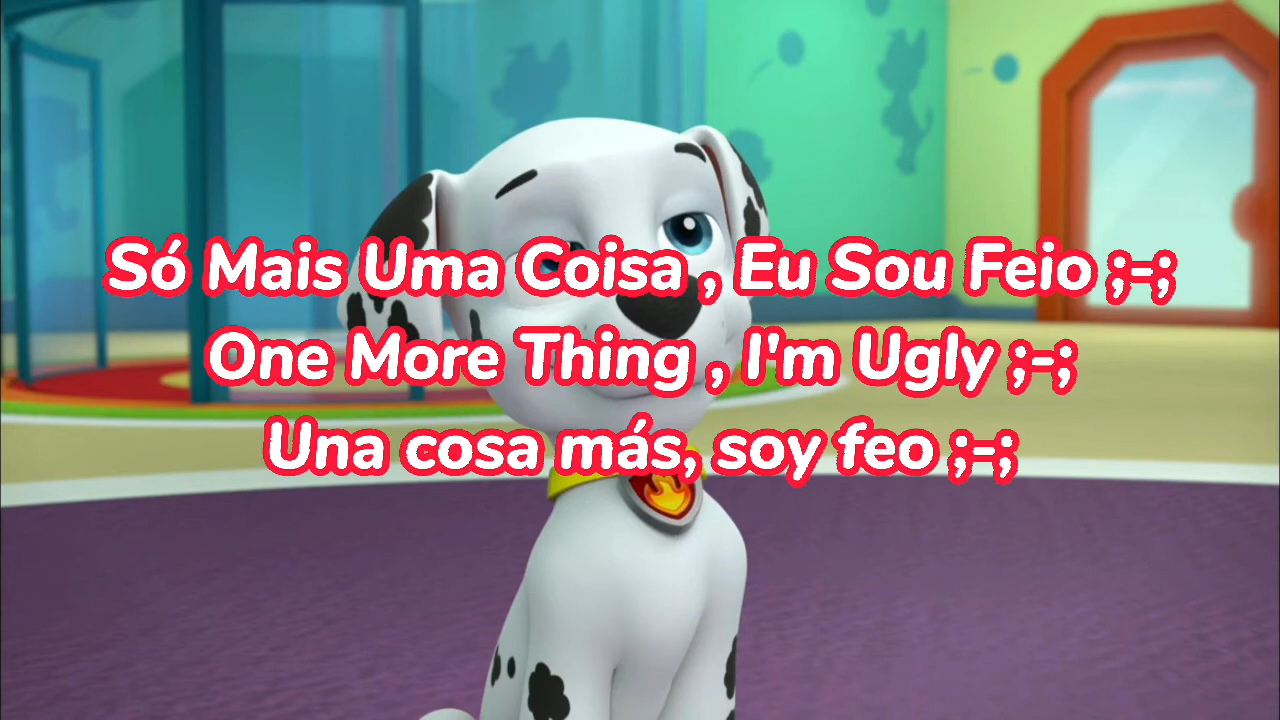 Só Mais Uma Coisa , Eu Sou Feio ;-;
One More Thing , I'm Ugly ;-;
Una cosa más, soy feo ;-;